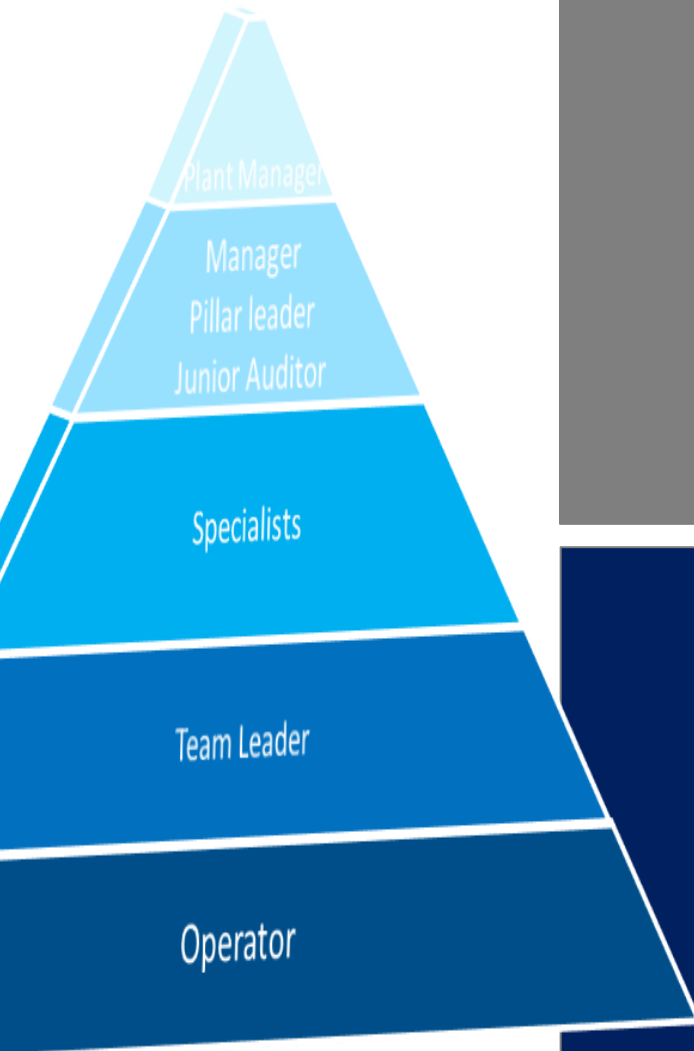 Plant Manager
Manager
Pillar leader
Junior Auditor
Specialists
Team Leader
Operator